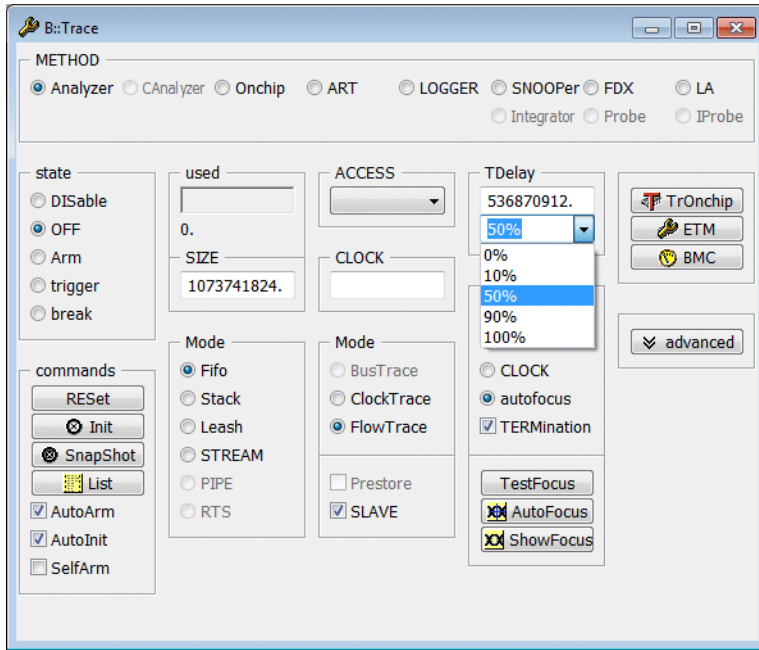 B::Trace
METHOD
Analyzer CAnalyzer Onchip ART LOGGER SNOOPer FDX LA
Integrator Probe IProbe
state
DISable
OFF
Arm
trigger
break
used
0.
SIZE
1073741824.
ACCESS
CLOCK
TDelay
536870912.
50%
0%
10%
50%
90%
100%
TrOnchip
ETM
BMC
advanced
commands
RESet
Init
SnapShot
List
AutoArm
AutoInit
SelfArm
Mode
Fifo
Stack
Leash
STREAM
PIPE
RTS
Mode
BusTrace
ClockTrace
FlowTrace
Prestore
SLAVE
CLOCK
autofocus
TERMination
TestFocus
AutoFocus
ShowFocus